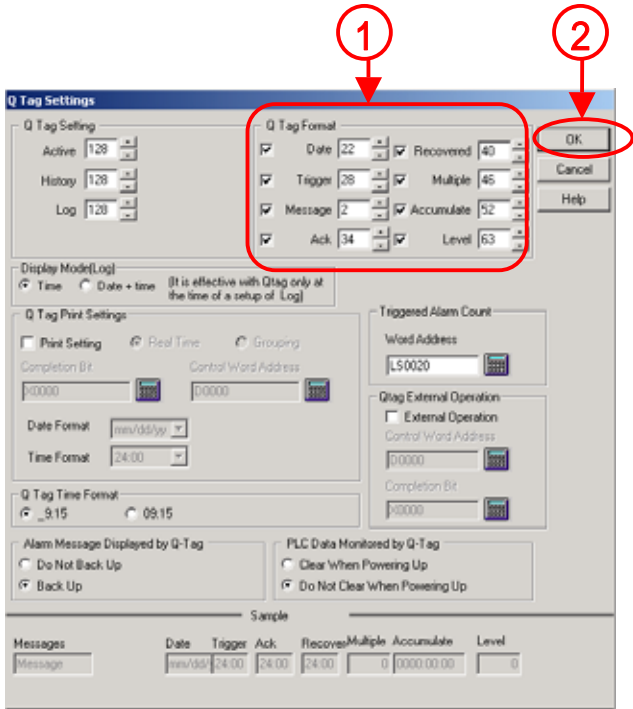 1
2
Q Tag Settings
Q Tag Setting
Active 128
History 128
Log 128
Q Tag Format
Date 22
Recovered 40
Trigger 28
Multiple 46
Message 2
Accumulate 52
Ack 34
Level 63
OK
Cancel
Help
Display Mode(Log)
Time
Date + time
(It is effective with Qtag only at
the time of a setup of Log)
Q Tag Print Settings
Print Setting
Real Time
Grouping
Completion Bit
Control Word Address
X0000
D0000
Date Format mm/dd/yy
Time Format 24:00
Triggered Alarm Count
Word Address
LS0020
Qtag External Operation
External Operation
Control Word Address
D0000
Completion Bit
X0000
Q Tag Time Format
_9:15
09:15
Alarm Message Displayed by Q-Tag
Do Not Back Up
Back Up
PLC Data Monitored by Q-Tag
Clear When Powering Up
Do Not Clear When Powering Up
Sample
Messages Date Trigger Ack Recover Multiple Accumulate Level
Message mm/dd/ 24:00 24:00 24:00 0 0000:00:00 0